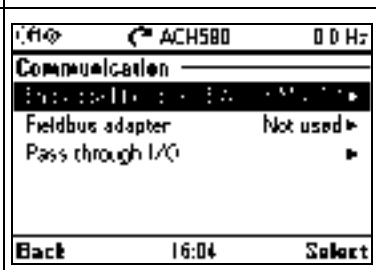 ACH580 0.0 Hz
Communication
Fieldbus adapter Not used
Pass through I/O
Back 16:04 Select